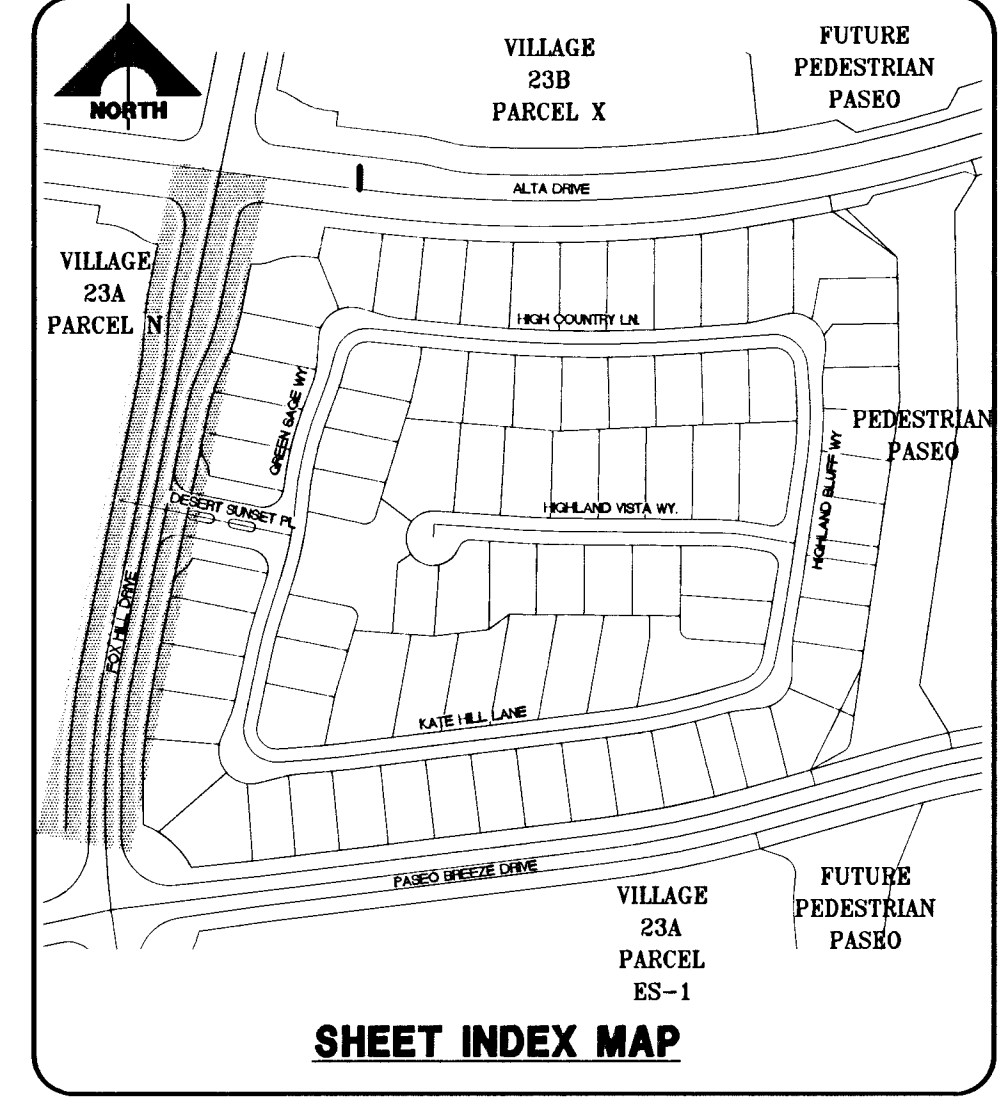 NORTH
VILLAGE
23B
PARCEL X
FUTURE
PEDESTRIAN
PASEO
ALTA DRIVE
VILLAGE
23A
PARCEL N
HIGH COUNTRY LN.
GREEN SAGE WY.
PEDESTRIAN
PASEO
HIGHLAND BLUFF WY
DESERT SUNSET PL
HIGHLAND VISTA WY.
FOX HILL DRIVE
KATE HILL LANE
PASEO BREEZE DRIVE
VILLAGE
23A
PARCEL
ES-1
FUTURE
PEDESTRIAN
PASEO
SHEET INDEX MAP